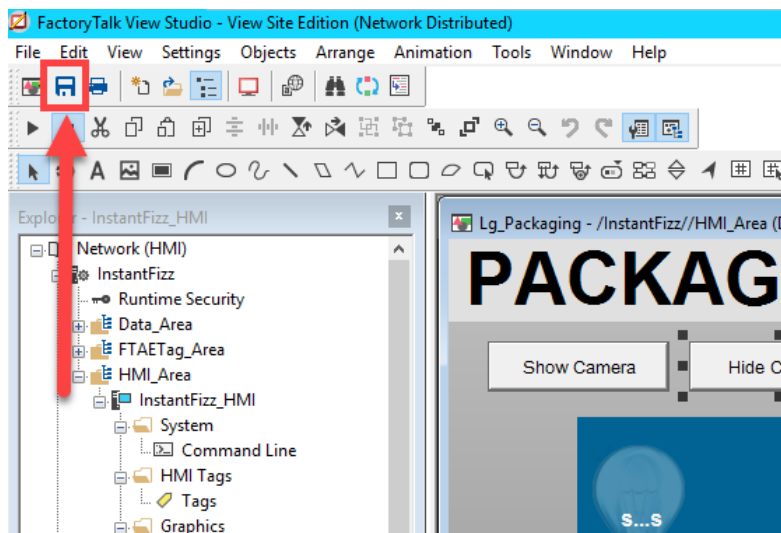 FactoryTalk View Studio - View Site Edition (Network Distributed)
File Edit View Settings Objects Arrange Animation Tools Window Help
A
Explorer - InstantFizz_HMI x
Network (HMI)
InstantFizz
Runtime Security
Data_Area
FTAETag_Area
HMI_Area
InstantFizz_HMI
System
Command Line
HMI Tags
Tags
Graphics
Lg_Packaging - /InstantFizz//HMI_Area (
PACKAG
Show Camera Hide C
S...S